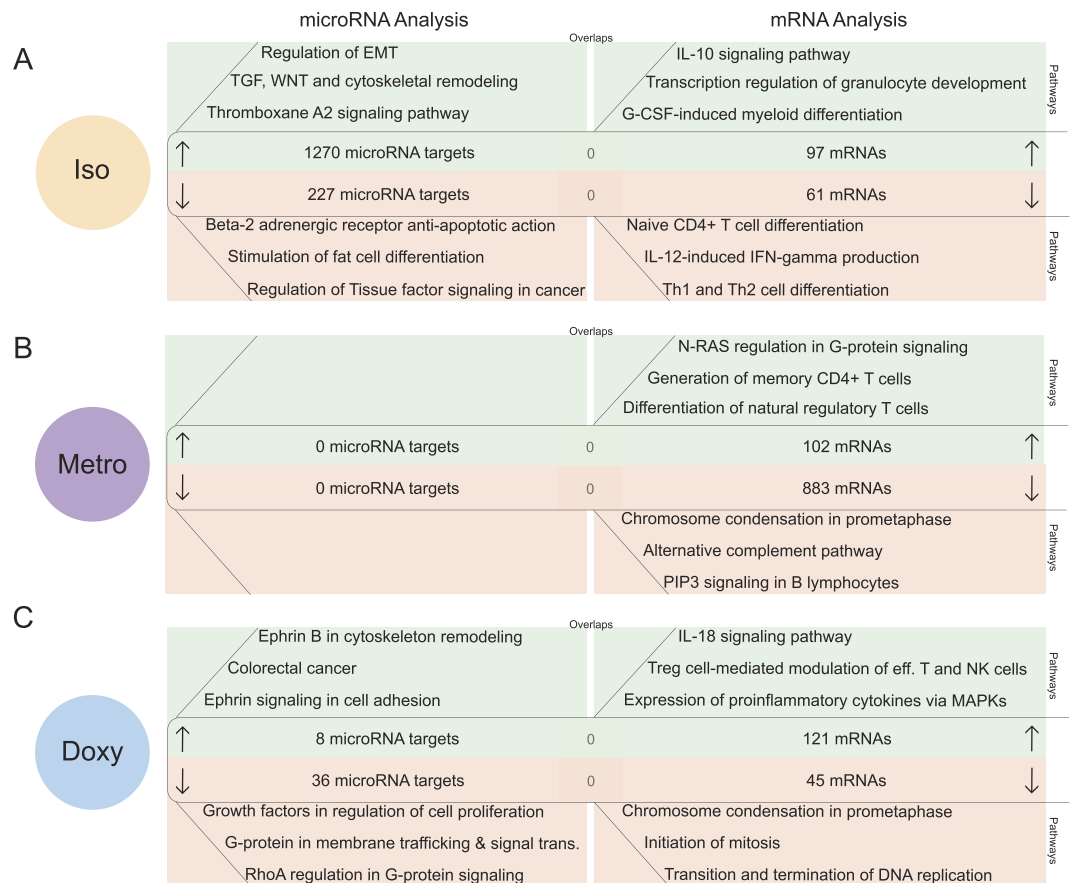 microRNA Analysis
mRNA Analysis
A
Overlaps
Regulation of EMT
TGF, WNT and cytoskeletal remodeling
Thromboxane A2 signaling pathway
IL-10 signaling pathway
Transcription regulation of granulocyte development
G-CSF-induced myeloid differentiation
Pathways
Iso
↑ 1270 microRNA targets 0 97 mRNAs ↑
↓ 227 microRNA targets 0 61 mRNAs ↓
Beta-2 adrenergic receptor anti-apoptotic action
Stimulation of fat cell differentiation
Regulation of Tissue factor signaling in cancer
Naive CD4+ T cell differentiation
IL-12-induced IFN-gamma production
Th1 and Th2 cell differentiation
Pathways
B
Overlaps
N-RAS regulation in G-protein signaling
Generation of memory CD4+ T cells
Differentiation of natural regulatory T cells
Pathways
Metro
↑ 0 microRNA targets 0 102 mRNAs ↑
↓ 0 microRNA targets 0 883 mRNAs ↓
Chromosome condensation in prometaphase
Alternative complement pathway
PIP3 signaling in B lymphocytes
Pathways
C
Overlaps
Ephrin B in cytoskeleton remodeling
Colorectal cancer
Ephrin signaling in cell adhesion
IL-18 signaling pathway
Treg cell-mediated modulation of eff. T and NK cells
Expression of proinflammatory cytokines via MAPKs
Pathways
Doxy
↑ 8 microRNA targets 0 121 mRNAs ↑
↓ 36 microRNA targets 0 45 mRNAs ↓
Growth factors in regulation of cell proliferation
G-protein in membrane trafficking & signal trans.
RhoA regulation in G-protein signaling
Chromosome condensation in prometaphase
Initiation of mitosis
Transition and termination of DNA replication
Pathways